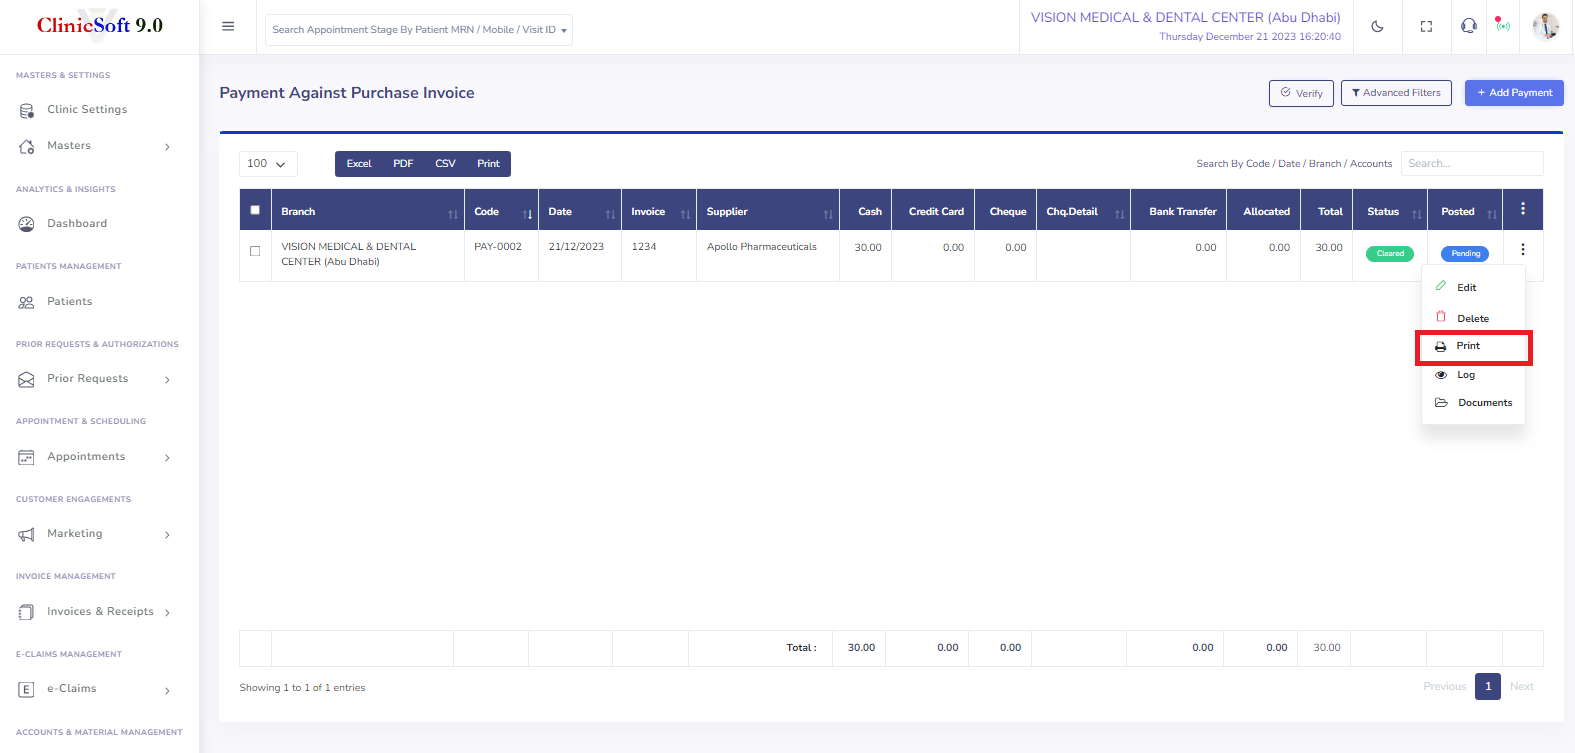 ClinicSoft 9.0
Search Appointment Stage By Patient MRN / Mobile / Visit ID
VISION MEDICAL & DENTAL CENTER (Abu Dhabi)
Thursday December 21 2023 16:20:40
MASTERS & SETTINGS
Clinic Settings
Masters
ANALYTICS & INSIGHTS
Dashboard
PATIENTS MANAGEMENT
Patients
PRIOR REQUESTS & AUTHORIZATIONS
Prior Requests
APPOINTMENT & SCHEDULING
Appointments
CUSTOMER ENGAGEMENTS
Marketing
INVOICE MANAGEMENT
Invoices & Receipts
E-CLAIMS MANAGEMENT
e-Claims
ACCOUNTS & MATERIAL MANAGEMENT
Payment Against Purchase Invoice
Verify
Advanced Filters
+ Add Payment
100
Excel PDF CSV Print
Search By Code / Date / Branch / Accounts
Search...
Branch Code Date Invoice Supplier Cash Credit Card Cheque Chq.Detail Bank Transfer Allocated Total Status Posted
VISION MEDICAL & DENTAL PAY-0002 21/12/2023 1234 Apollo Pharmaceuticals 30.00 0.00 0.00 0.00 0.00 30.00 Cleared Pending
CENTER (Abu Dhabi)
Edit
Delete
Print
Log
Documents
Total : 30.00 0.00 0.00 0.00 0.00 30.00
Showing 1 to 1 of 1 entries
Previous 1 Next